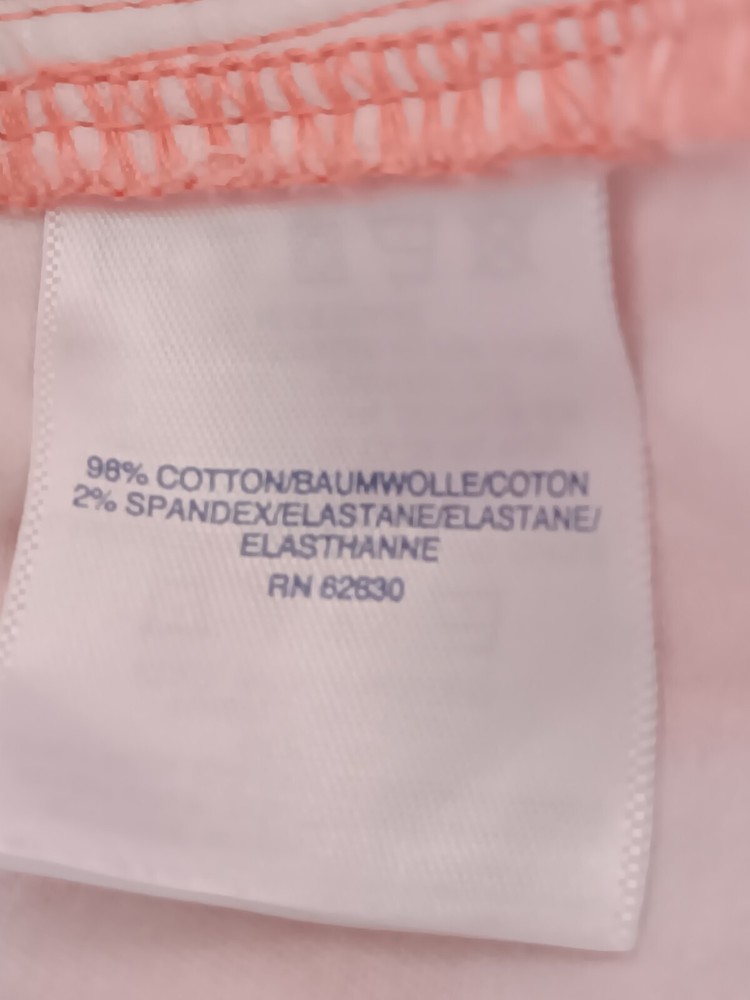 98% COTTON/BAUMWOLLE/COTON
2% SPANDEX/ELASTANE/ELASTANE/
ELASTHANNE
RN 62830